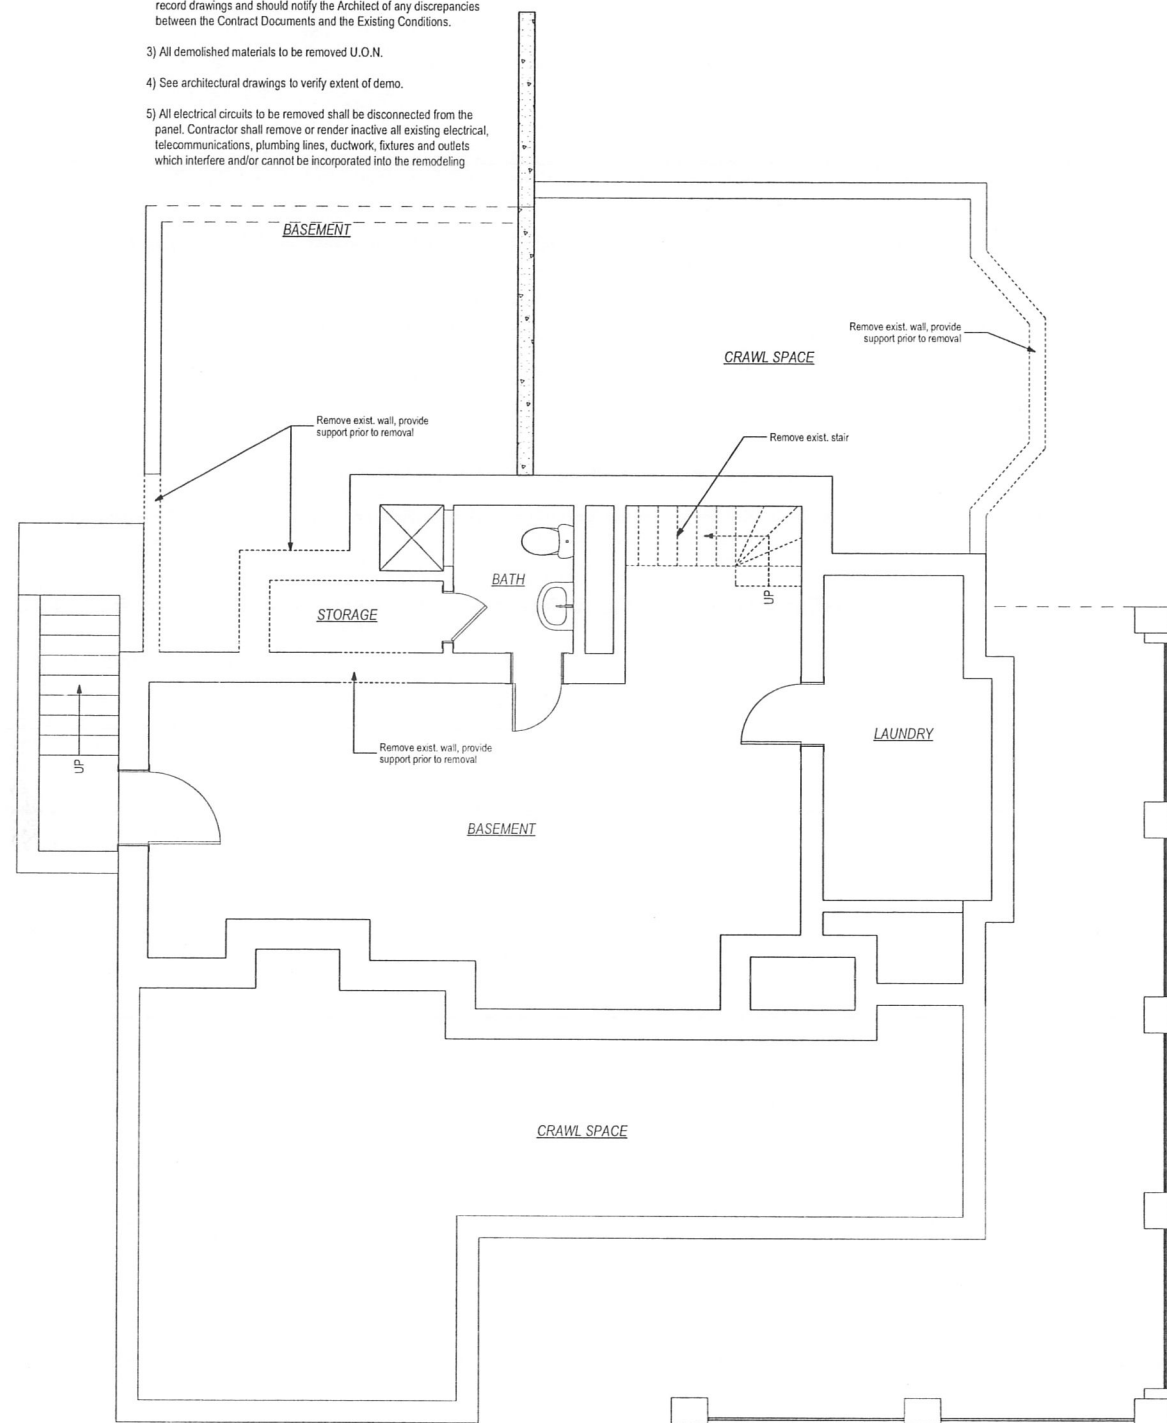 record drawings and should notify the Architect of any discrepancies
between the Contract Documents and the Existing Conditions.
3) All demolished materials to be removed U.O.N.
4) See architectural drawings to verify extent of demo.
5) All electrical circuits to be removed shall be disconnected from the
panel. Contractor shall remove or render inactive all existing electrical,
telecommunications, plumbing lines, ductwork, fixtures and outlets
which interfere and/or cannot be incorporated into the remodeling
BASEMENT
Remove exist. wall, provide
support prior to removal
CRAWL SPACE
Remove exist. wall, provide
support prior to removal
Remove exist. stair
BATH
UP
STORAGE
LAUNDRY
Remove exist. wall, provide
support prior to removal
UP
BASEMENT
CRAWL SPACE